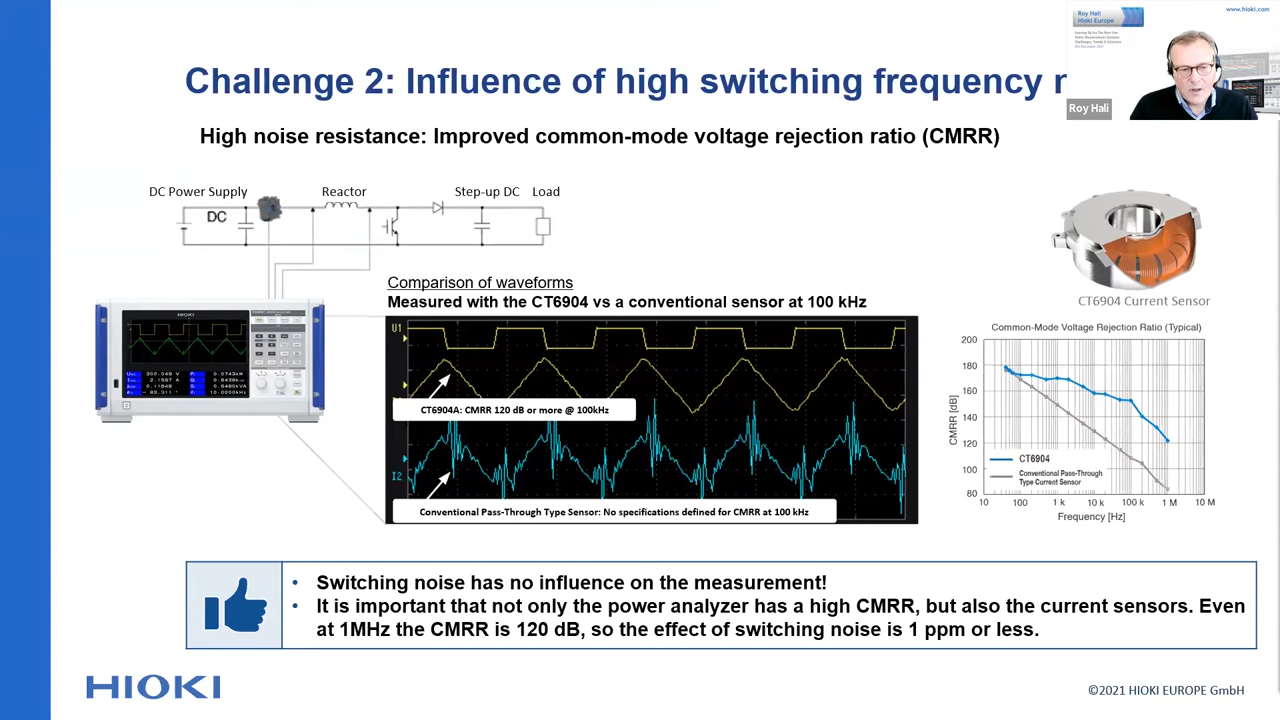 Roy Hali
Hioki Europe
www.hioki.com
Roy Hali
Challenge 2: Influence of high switching frequency
High noise resistance: Improved common-mode voltage rejection ratio (CMRR)
DC Power Supply
Reactor
Step-up DC
Load
DC
CT6904 Current Sensor
Comparison of waveforms
Measured with the CT6904 vs a conventional sensor at 100 kHz
HIOKI
U1
CT6904A: CMRR 120 dB or more @ 100kHz
I2
Conventional Pass-Through Type Sensor: No specifications defined for CMRR at 100 kHz
Common-Mode Voltage Rejection Ratio (Typical)
200
180
160
140
120
100
80
CMRR [dB]
CT6904
Conventional Pass-Through
Type Current Sensor
10
100
1 k
10 k
100 k
1 M
10 M
Frequency [Hz]
• Switching noise has no influence on the measurement!
• It is important that not only the power analyzer has a high CMRR, but also the current sensors. Even
at 1MHz the CMRR is 120 dB, so the effect of switching noise is 1 ppm or less.
HIOKI
©2021 HIOKI EUROPE GmbH